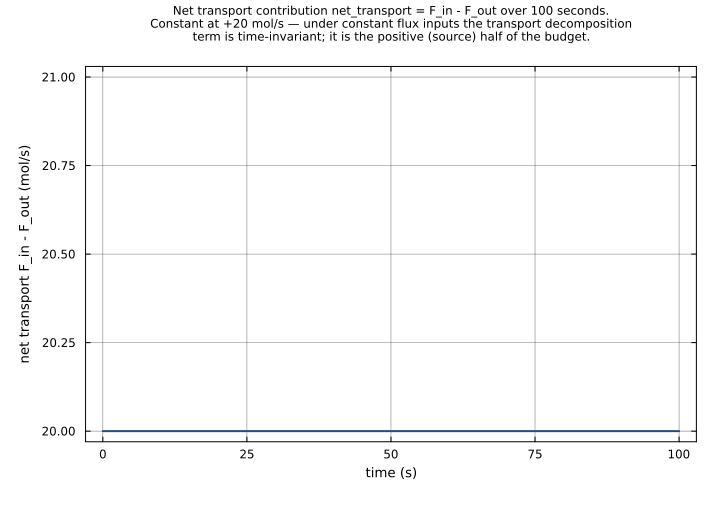 Net transport contribution net_transport = F_in - F_out over 100 seconds.
Constant at +20 mol/s — under constant flux inputs the transport decomposition
term is time-invariant; it is the positive (source) half of the budget.
net transport F_in - F_out (mol/s)
21.00
20.75
20.50
20.25
20.00
0
25
50
75
100
time (s)